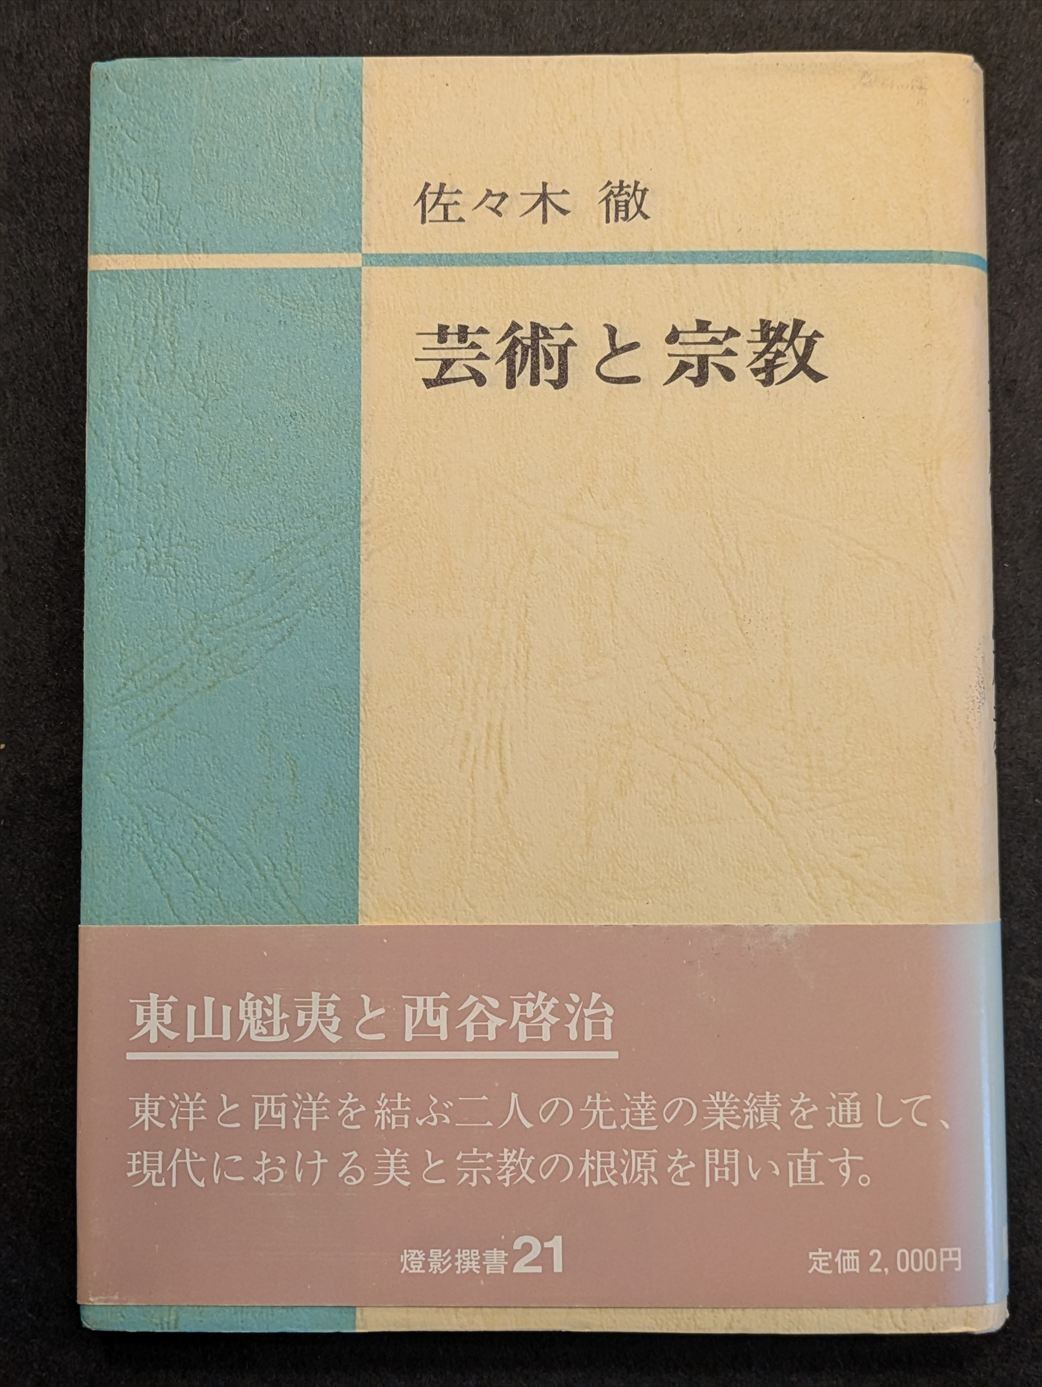 佐々木 徹
芸術と宗教
東山魁夷と西谷啓治
東洋と西洋を結ぶ二人の先達の業績を通して、
現代における美と宗教の根源を問い直す。
燈影撰書21
定価 2,000円